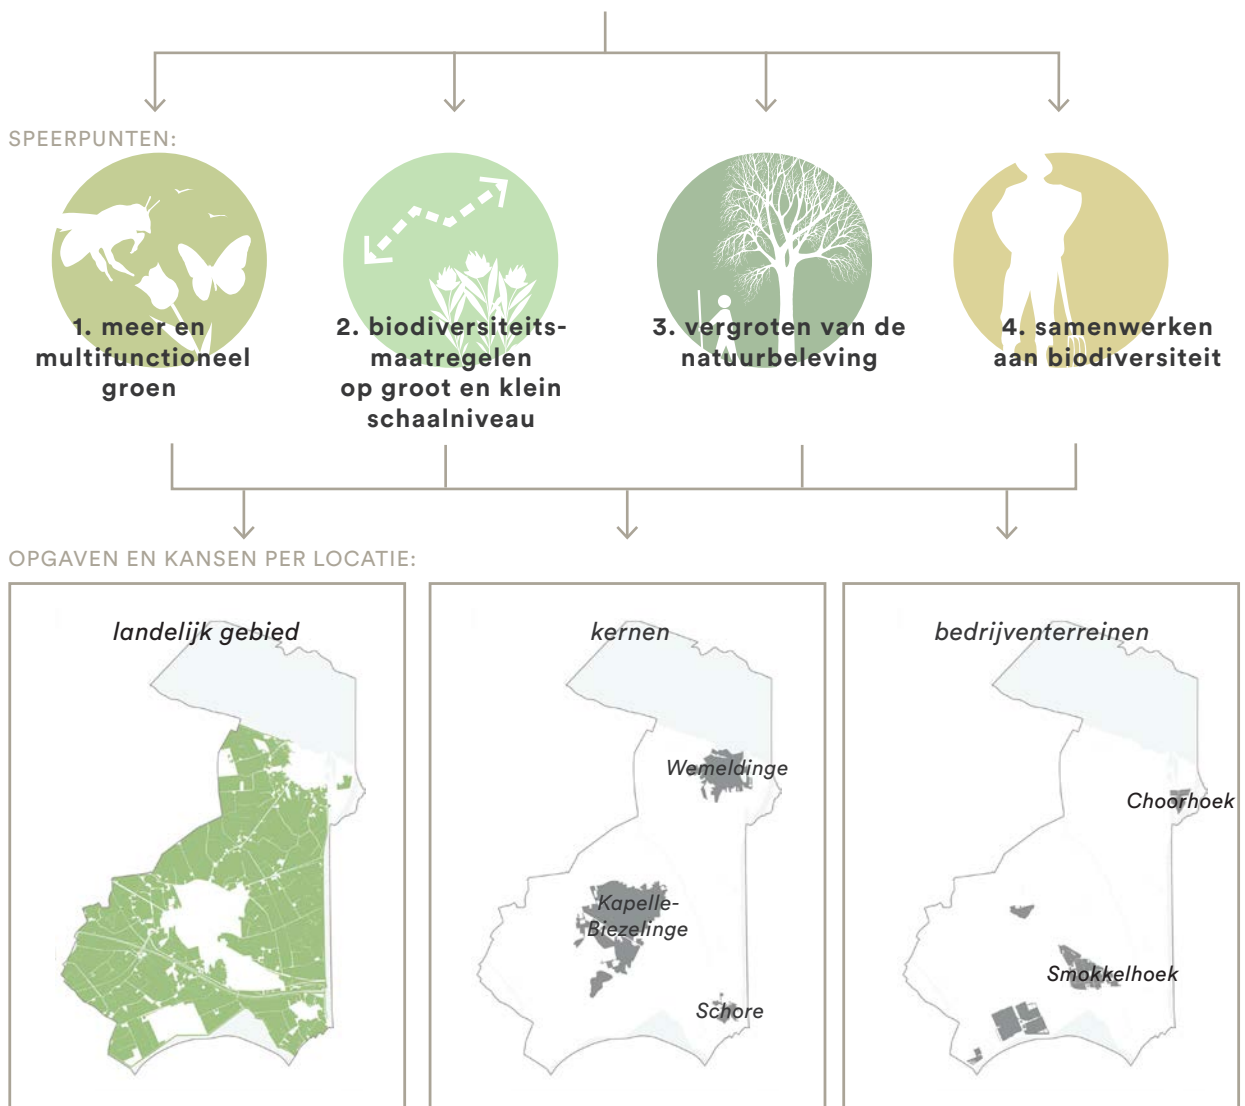 SPEERPUNTEN:
1. meer en
multifunctioneel
groen
2. biodiversiteits-
maatregelen
op groot en klein
schaalniveau
3. vergroten van de
natuurbeleving
4. samenwerken
aan biodiversiteit
OPGAVEN EN KANSEN PER LOCATIE:
landelijk gebied
kernen
Wemeldinge
Kapelle-
Biezelinge
Schore
bedrijventerreinen
Choorhoek
Smokkelhoek